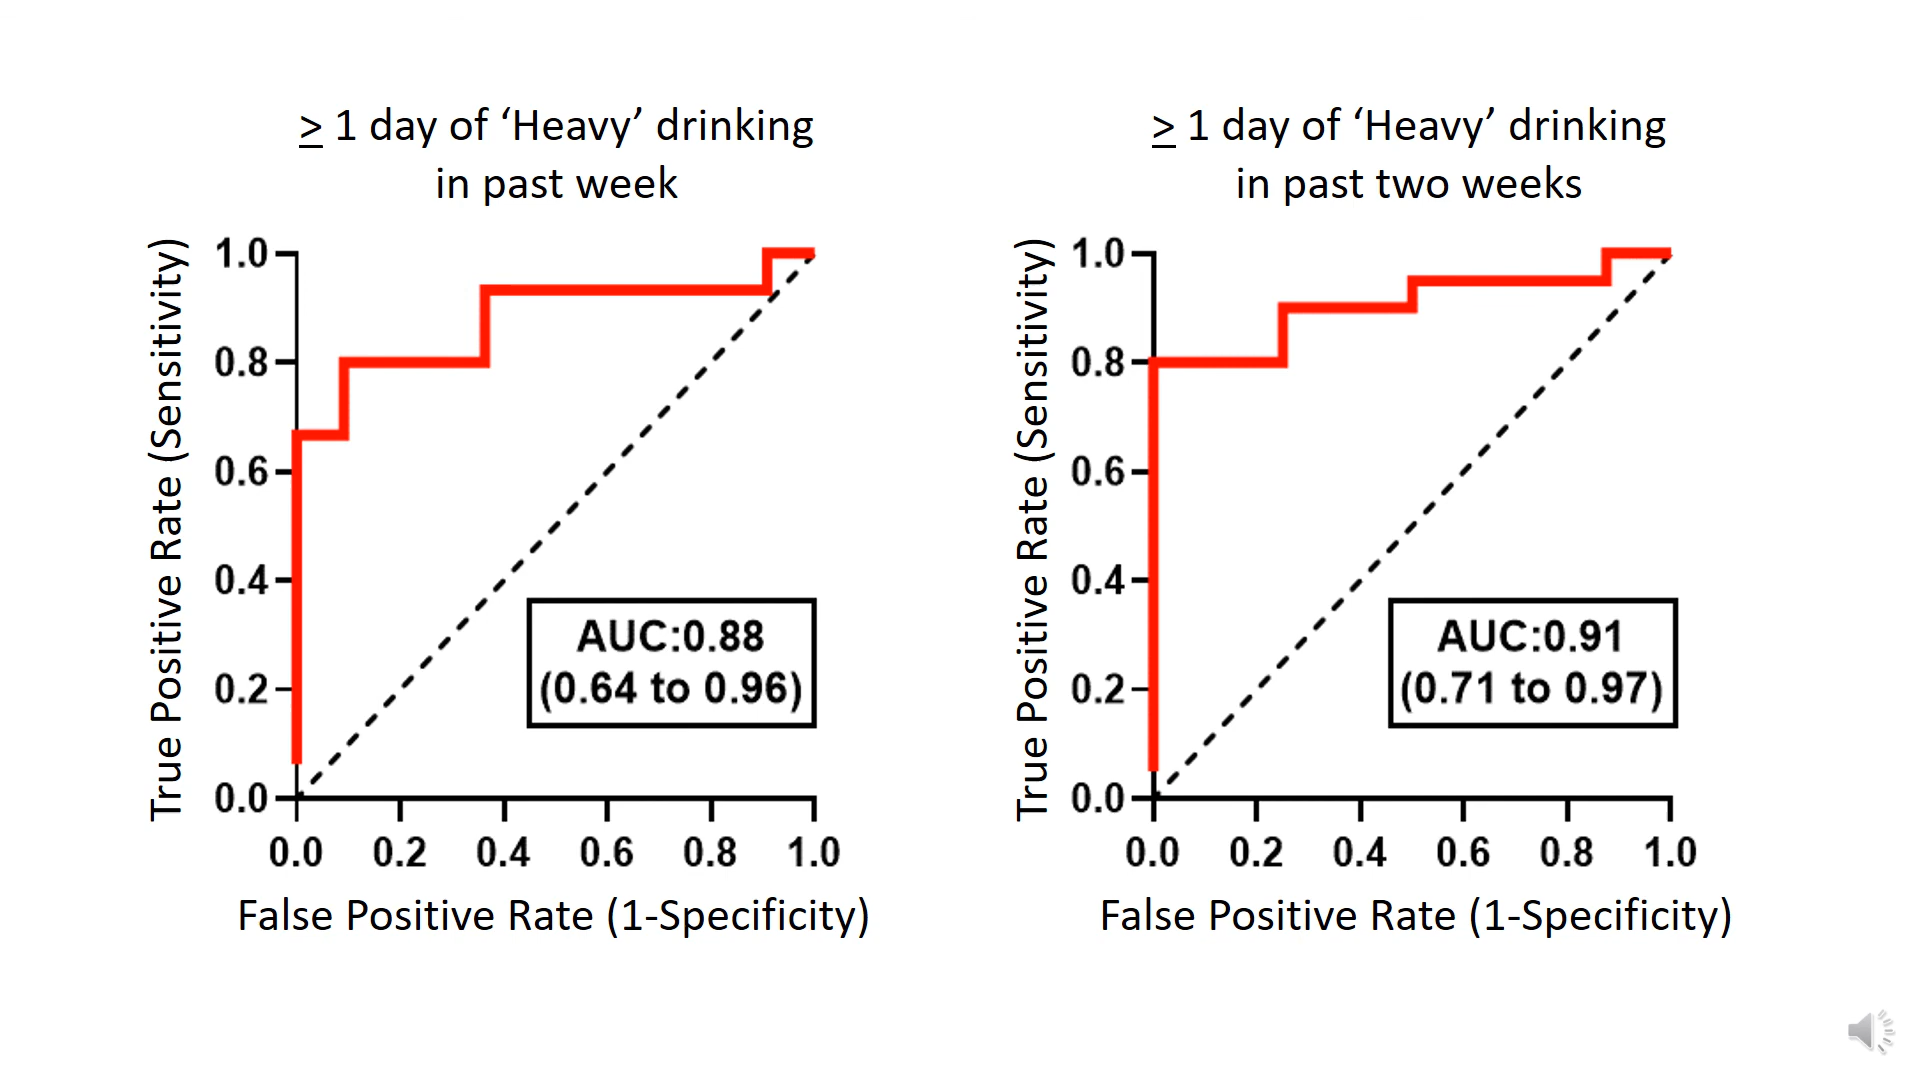 ≥ 1 day of ‘Heavy’ drinking
in past week
True Positive Rate (Sensitivity)
1.0
0.8
0.6
0.4
0.2
0.0
AUC:0.88
(0.64 to 0.96)
0.0 0.2 0.4 0.6 0.8 1.0
False Positive Rate (1-Specificity)
≥ 1 day of ‘Heavy’ drinking
in past two weeks
True Positive Rate (Sensitivity)
1.0
0.8
0.6
0.4
0.2
0.0
AUC:0.91
(0.71 to 0.97)
0.0 0.2 0.4 0.6 0.8 1.0
False Positive Rate (1-Specificity)